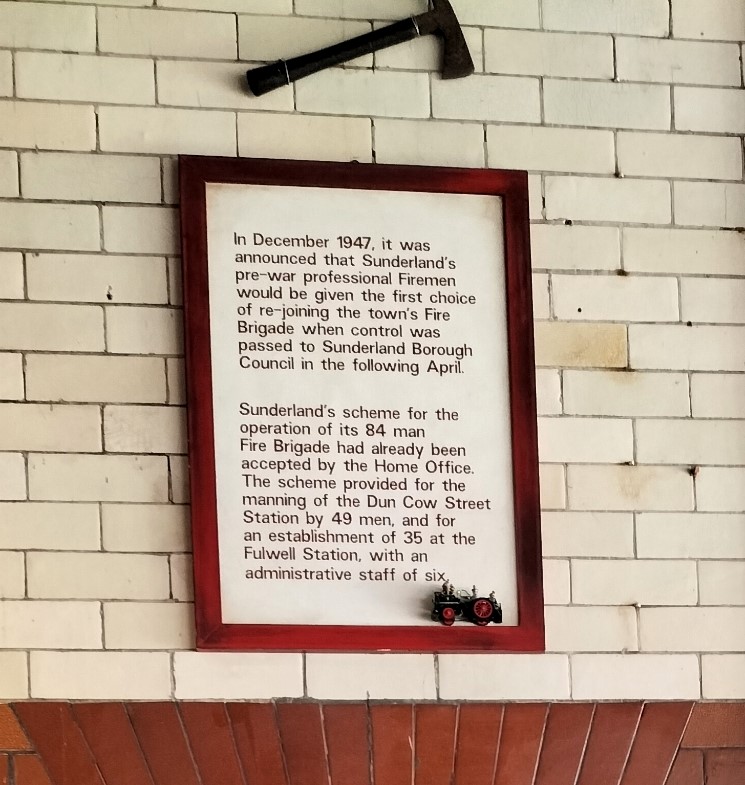 In December 1947, it was
announced that Sunderland's
pre-war professional Firemen
would be given the first choice
of re-joining the town's Fire
Brigade when control was
passed to Sunderland Borough
Council in the following April.
Sunderland's scheme for the
operation of its 84 man
Fire Brigade had already been
accepted by the Home Office.
The scheme provided for the
manning of the Dun Cow Street
Station by 49 men, and for
an establishment of 35 at the
Fulwell Station, with an
administrative staff of six.